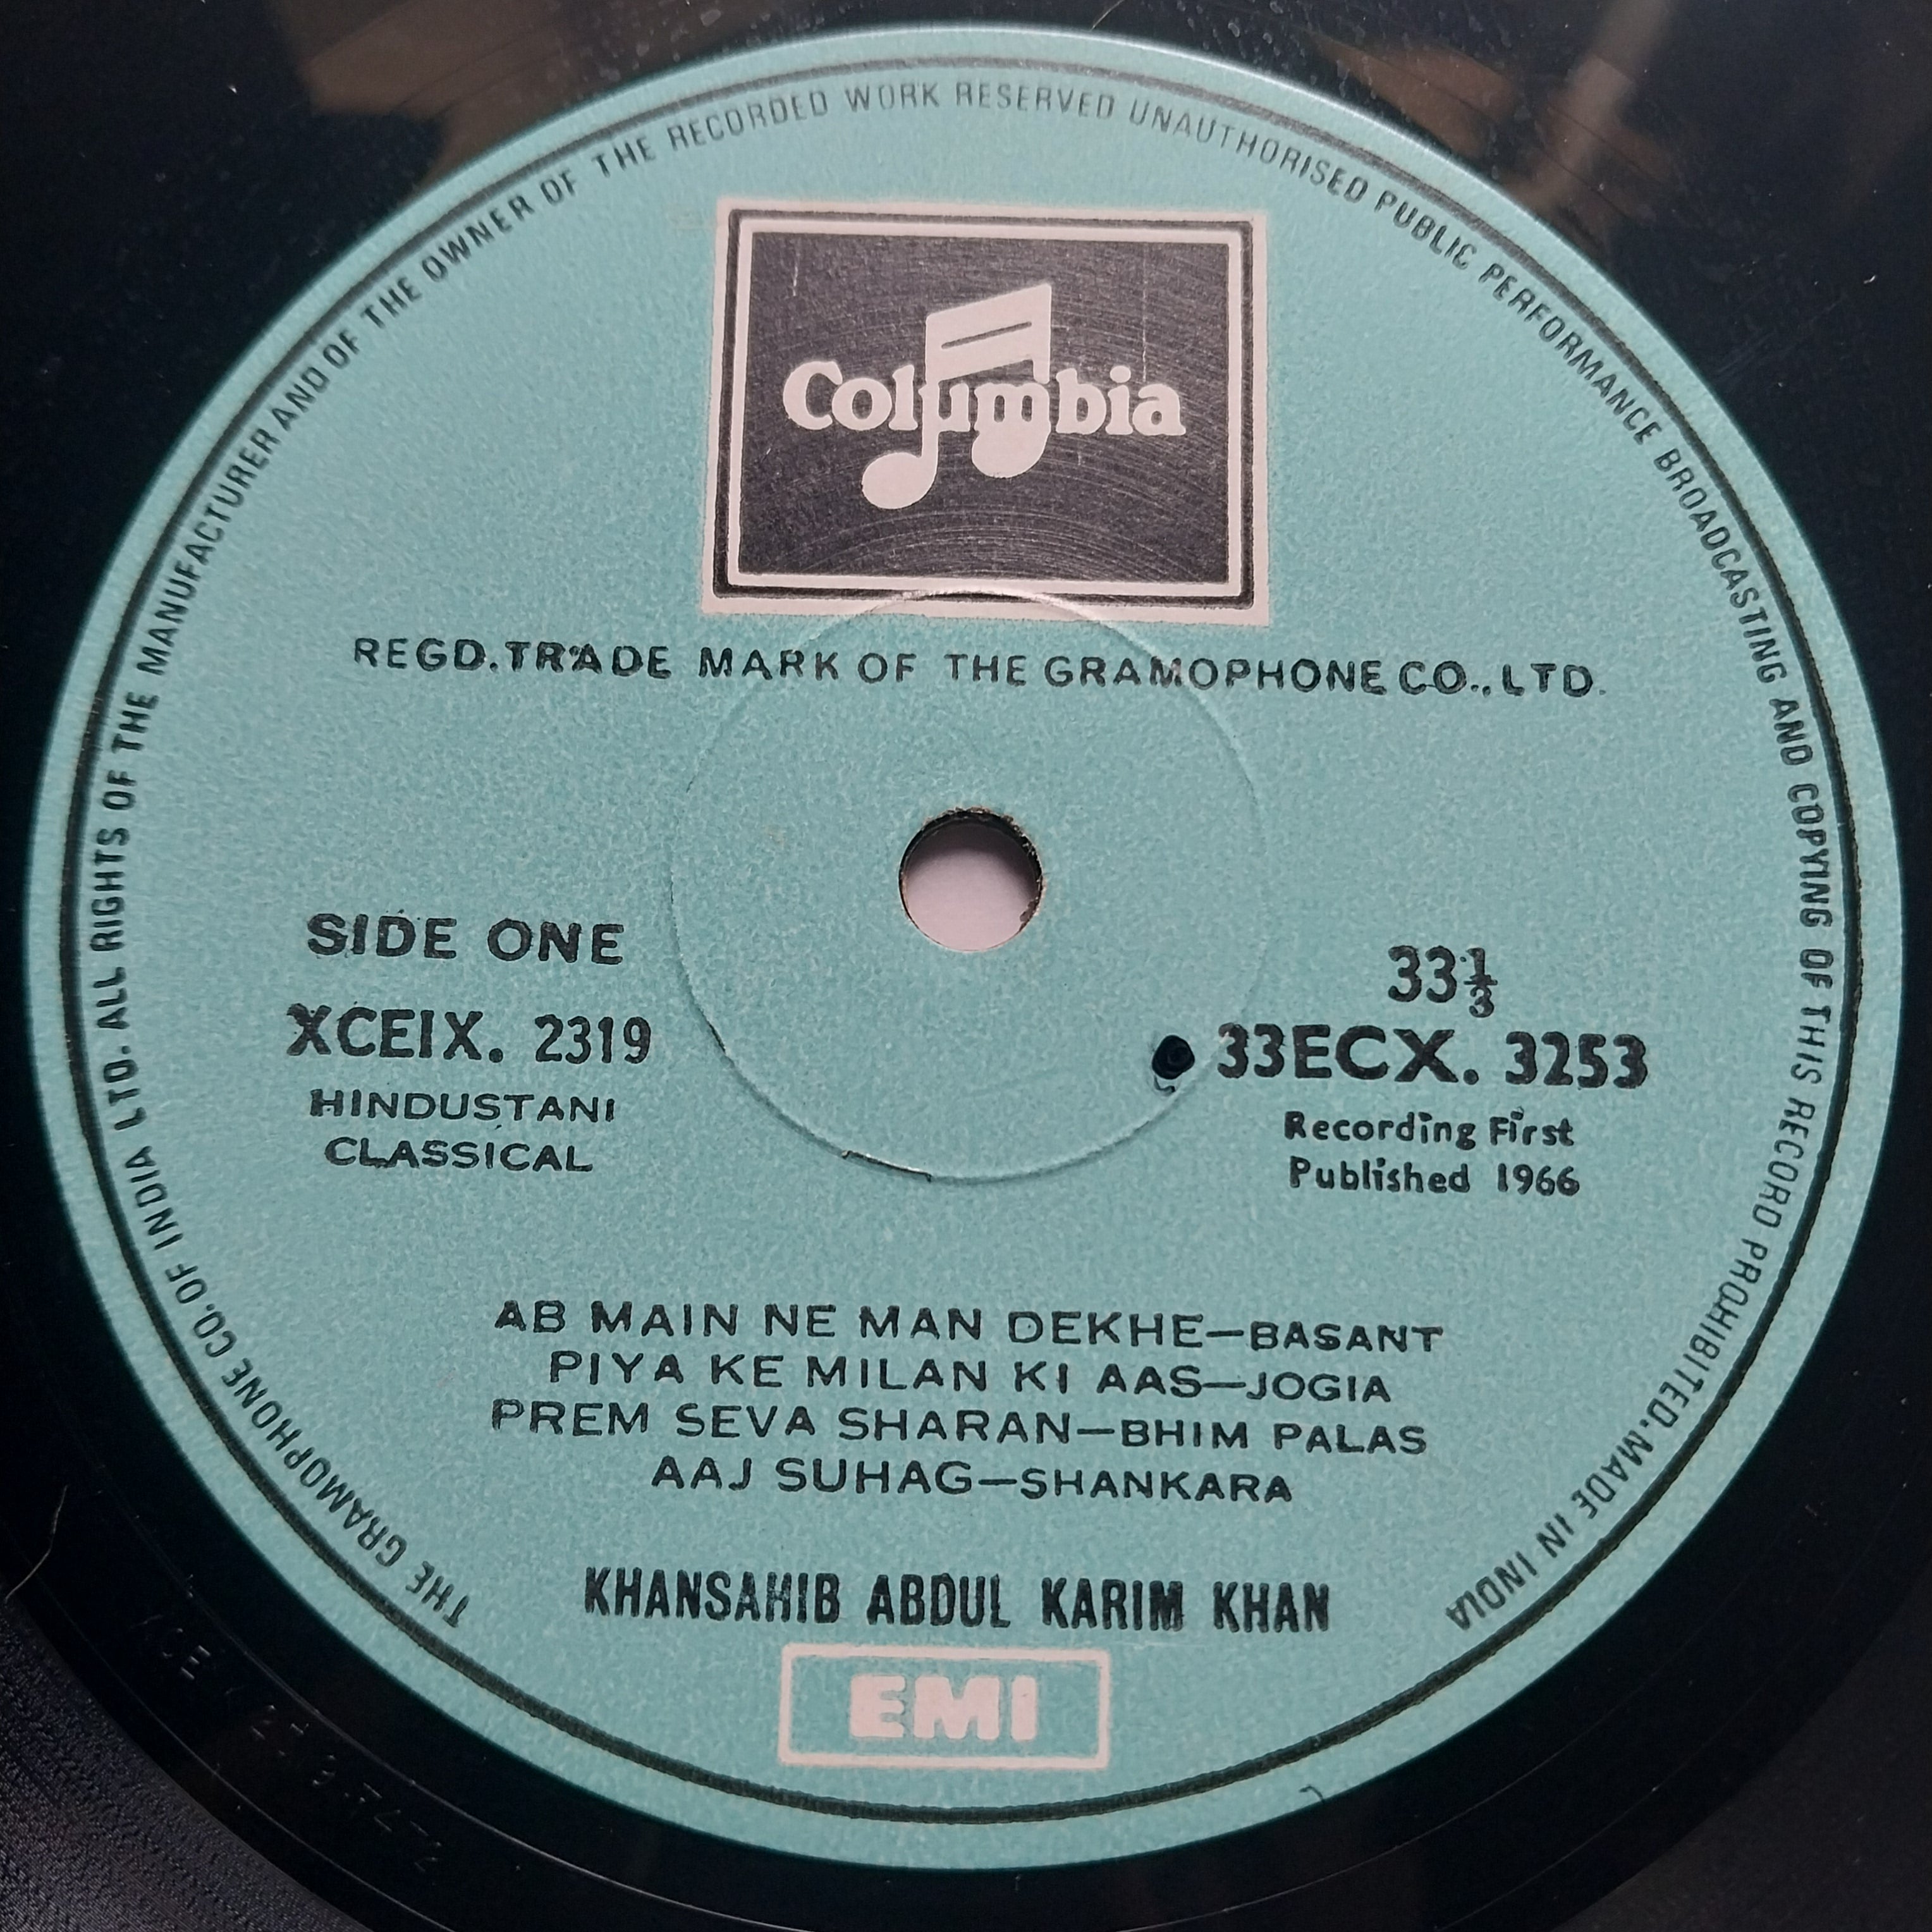 THE GRAMOPHONE CO. OF INDIA LTD. ALL RIGHTS OF THE MANUFACTURER AND OF THE OWNER OF THE RECORDED WORK RESERVED UNAUTHORISED PUBLIC PERFORMANCE BROADCASTING AND COPYING OF THIS RECORD PROHIBITED. MADE IN INDIA
Columbia
REGD. TRADE MARK OF THE GRAMOPHONE CO., LTD.
SIDE ONE
XCEIX. 2319
HINDUSTANI
CLASSICAL
33⅓
33ECX. 3253
Recording First
Published 1966
AB MAIN NE MAN DEKHE—BASANT
PIYA KE MILAN KI AAS—JOGIA
PREM SEVA SHARAN—BHIM PALAS
AAJ SUHAG—SHANKARA
KHANSAHIB ABDUL KARIM KHAN
EMI